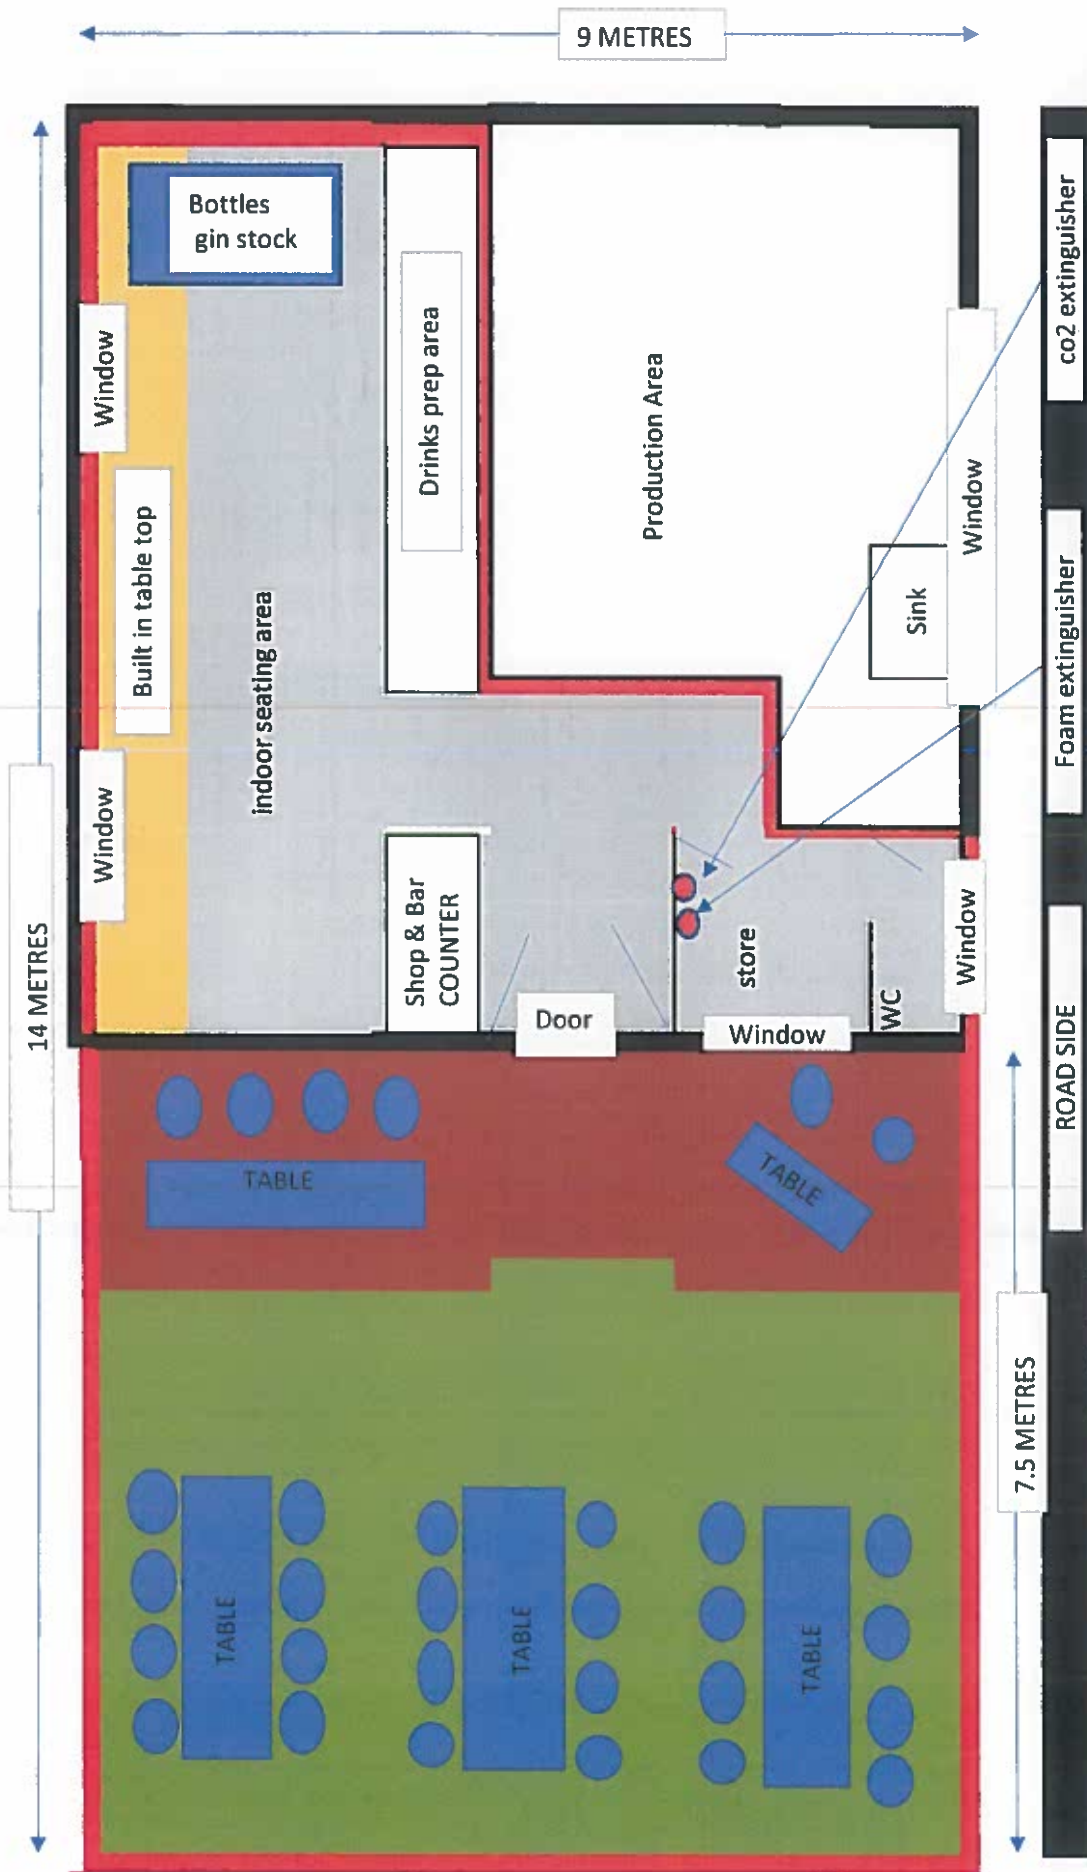 9 METRES
Bottles
gin stock
co2 extinguisher
Window
Drinks prep area
Production Area
Window
Built in table top
Sink
Foam extinguisher
indoor seating area
Window
14 METRES
Shop & Bar
COUNTER
store
Window
Door
Window
WC
ROAD SIDE
TABLE
TABLE
7.5 METRES
TABLE
TABLE
TABLE